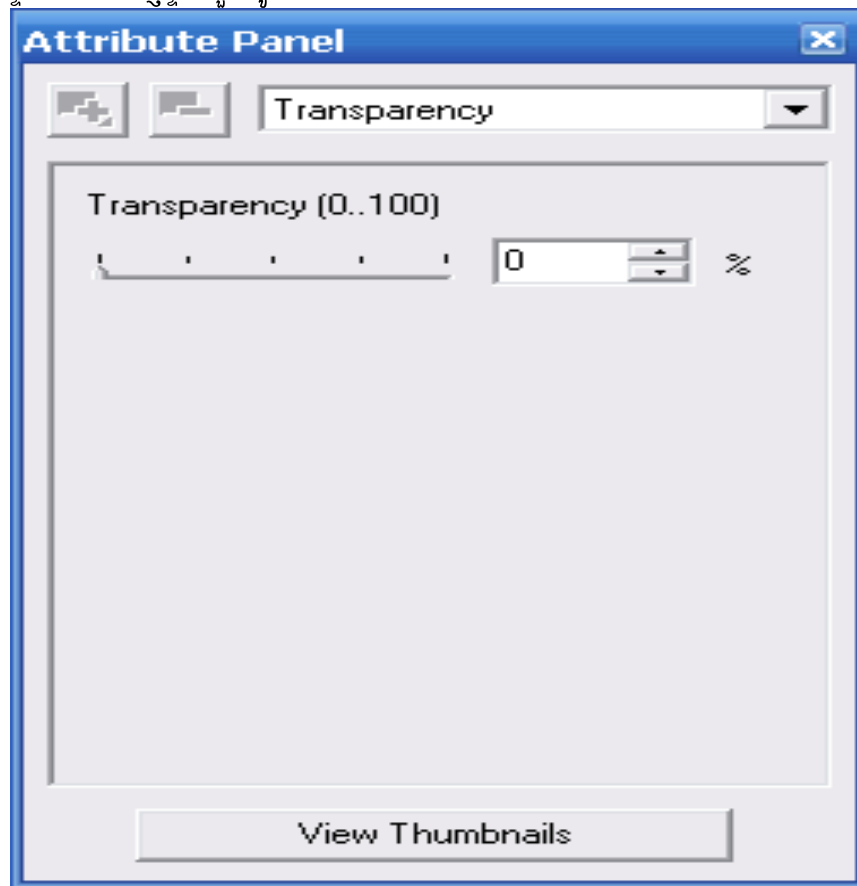 Attribute Panel
Transparency
Transparency (0..100)
0 %
View Thumbnails